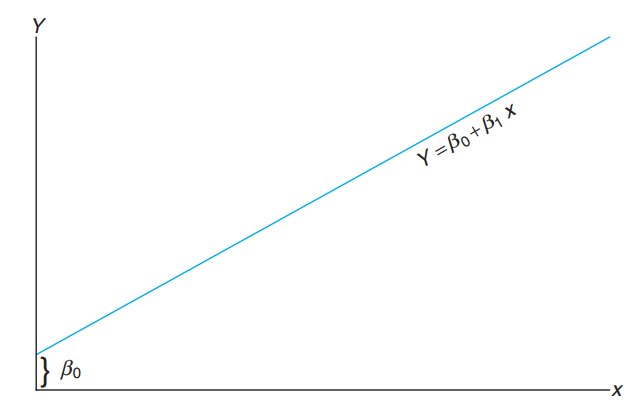 Y
Y = β₀ + β₁ x
} β₀
x